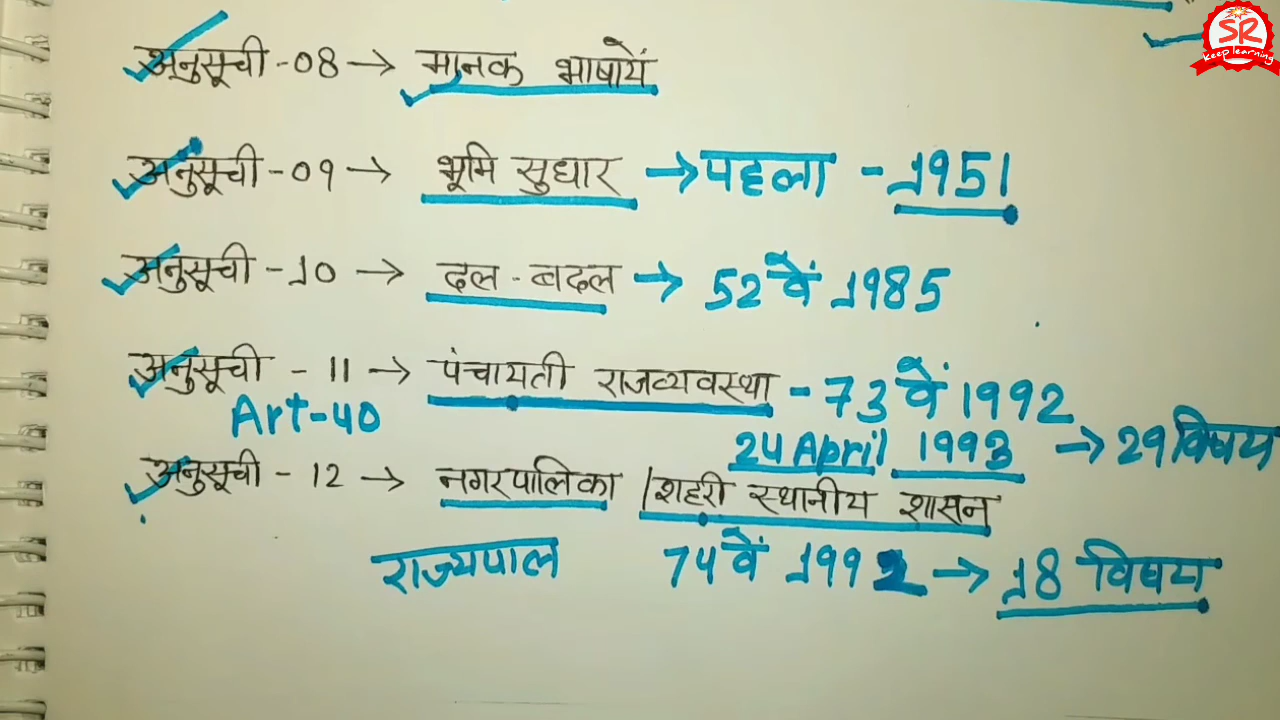 SR
keep learning
अनुसूची -08 → मानक भाषायें
अनुसूची -09 → भूमि सुधार → पहला - 1951
अनुसूची -10 → दल - बदल → 52 वें 1985
अनुसूची - 11 → पंचायती राजव्यवस्था - 73 वें 1992
Art-40
24 April 1993 → 29 विषय
अनुसूची - 12 → नगरपालिका /शहरी स्थानीय शासन
राज्यपाल 74 वें 1992 → 18 विषय